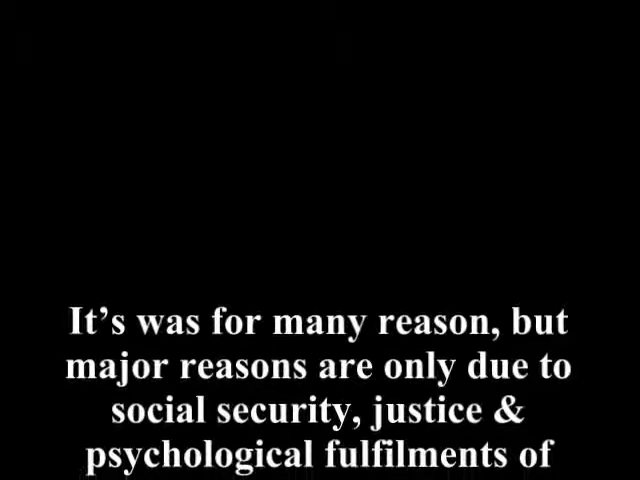 It’s was for many reason, but
major reasons are only due to
social security, justice &
psychological fulfilments of